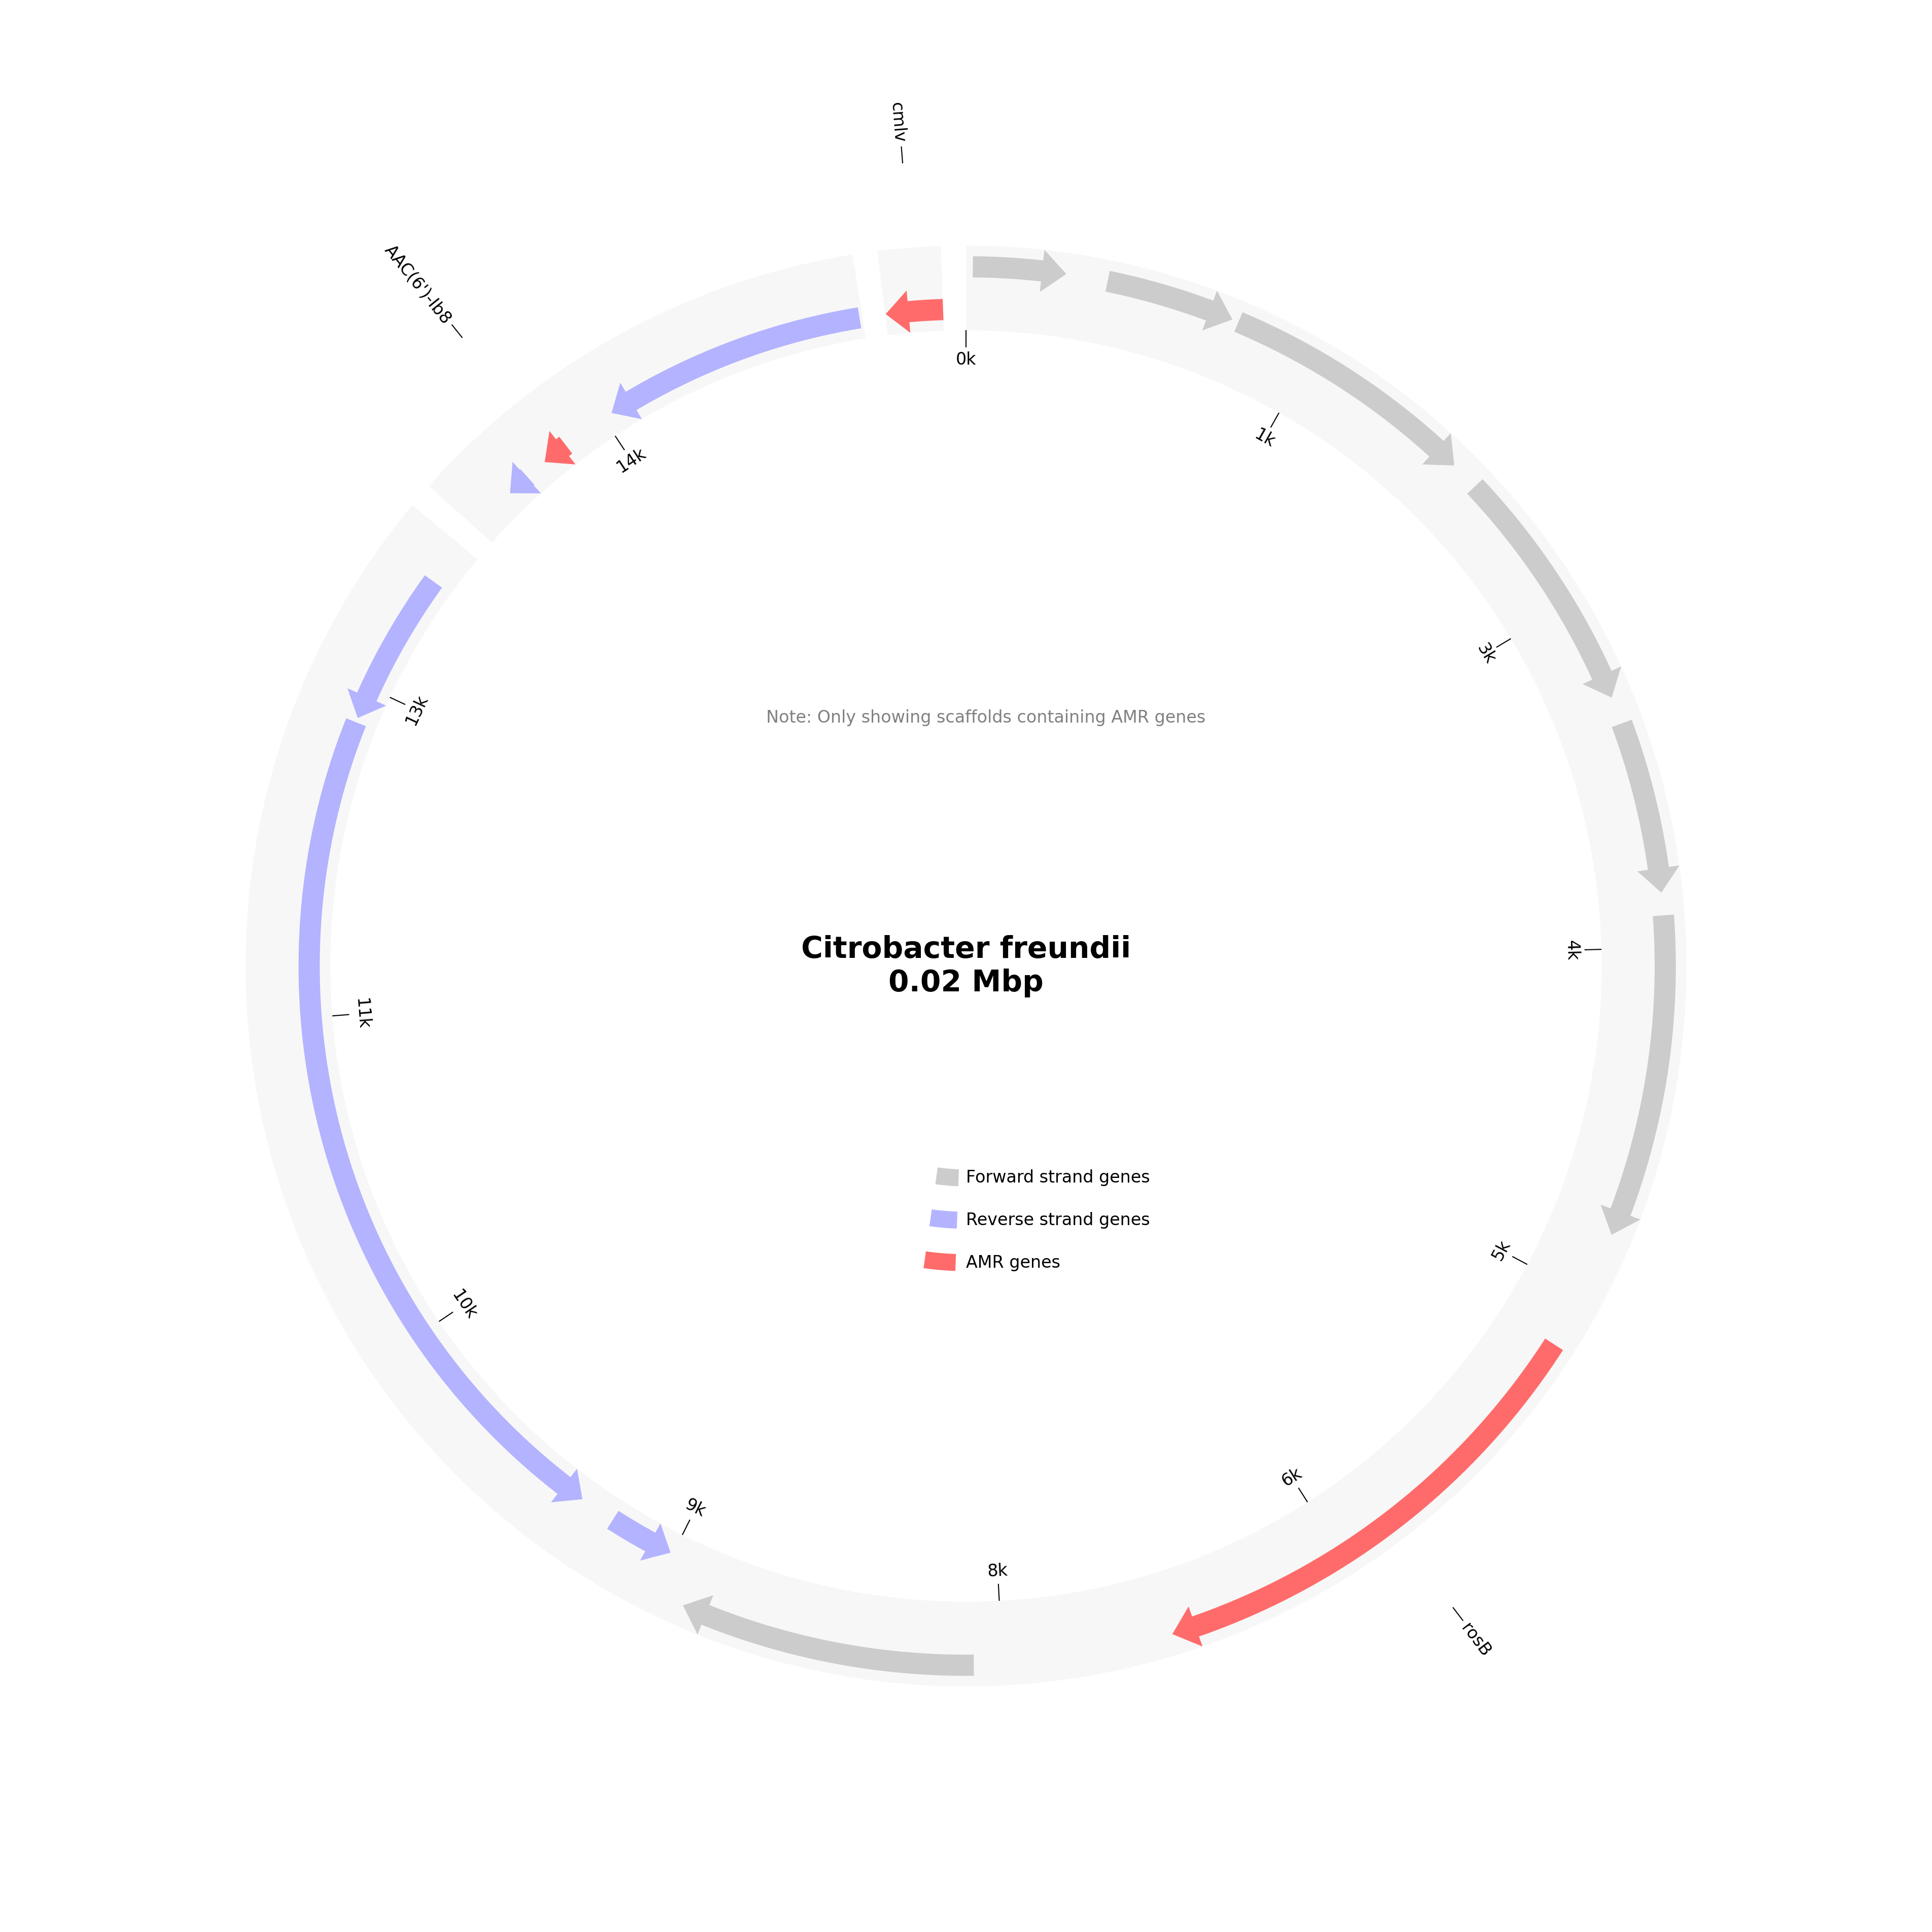 cmlv
AAC(6')-Ib8
0k
1k
14k
3k
13k
Note: Only showing scaffolds containing AMR genes
4k
Citrobacter freundii
0.02 Mbp
11k
Forward strand genes
Reverse strand genes
5k
AMR genes
10k
6k
9k
8k
rosB